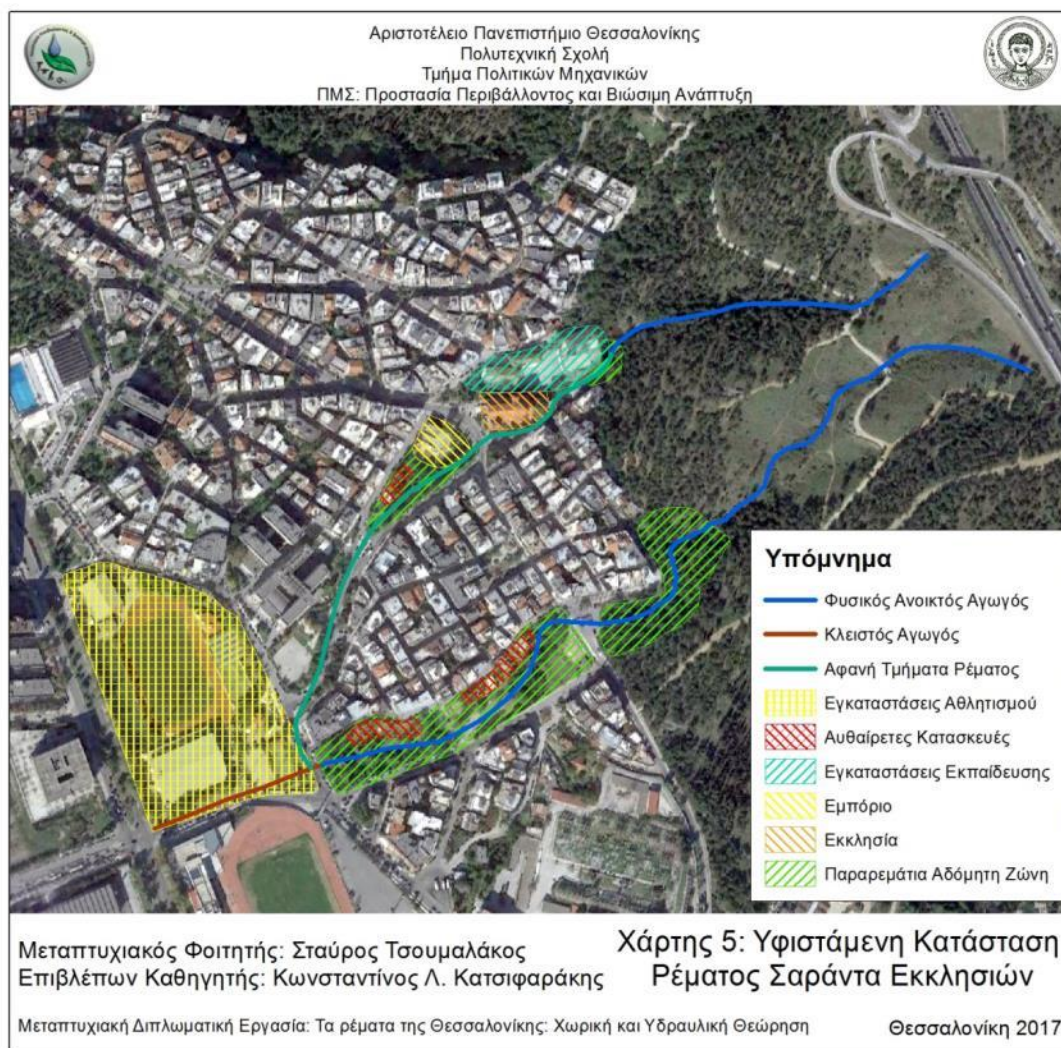 Αριστοτέλειο Πανεπιστήμιο Θεσσαλονίκης
Πολυτεχνική Σχολή
Τμήμα Πολιτικών Μηχανικών
ΠΜΣ: Προστασία Περιβάλλοντος και Βιώσιμη Ανάπτυξη
Υπόμνημα
Φυσικός Ανοικτός Αγωγός
Κλειστός Αγωγός
Αφανή Τμήματα Ρέματος
Εγκαταστάσεις Αθλητισμού
Αυθαίρετες Κατασκευές
Εγκαταστάσεις Εκπαίδευσης
Εμπόριο
Εκκλησία
Παραρεμάτια Αδόμητη Ζώνη
Μεταπτυχιακός Φοιτητής: Σταύρος Τσουμαλάκος
Επιβλέπων Καθηγητής: Κωνσταντίνος Λ. Κατσιφαράκης
Χάρτης 5: Υφιστάμενη Κατάσταση
Ρέματος Σαράντα Εκκλησιών
Μεταπτυχιακή Διπλωματική Εργασία: Τα ρέματα της Θεσσαλονίκης: Χωρική και Υδραυλική Θεώρηση
Θεσσαλονίκη 2017